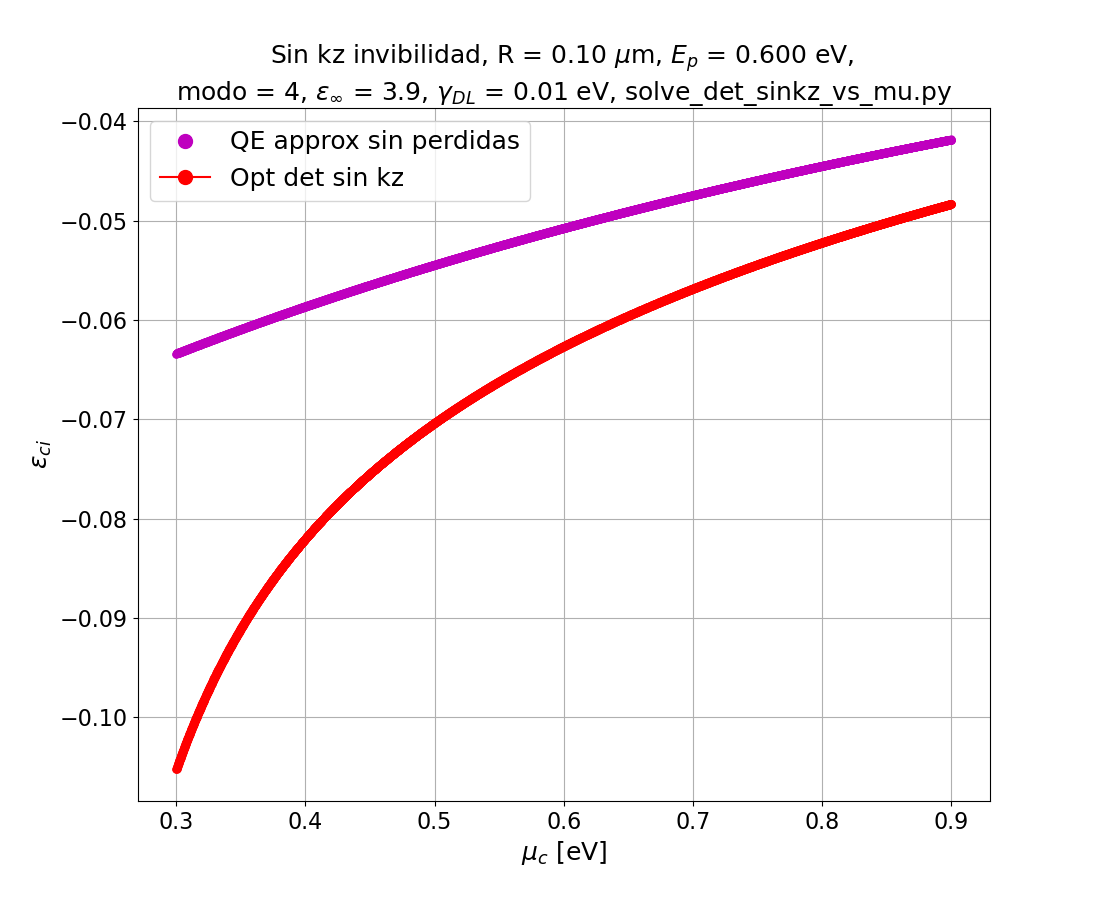 Sin kz invibilidad, R = 0.10 μm, E_p = 0.600 eV,
modo = 4, ε_∞ = 3.9, γ_DL = 0.01 eV, solve_det_sinkz_vs_mu.py
QE approx sin perdidas
Opt det sin kz
−0.04
−0.05
−0.06
−0.07
−0.08
−0.09
−0.10
ε_ci
0.3 0.4 0.5 0.6 0.7 0.8 0.9
μ_c [eV]